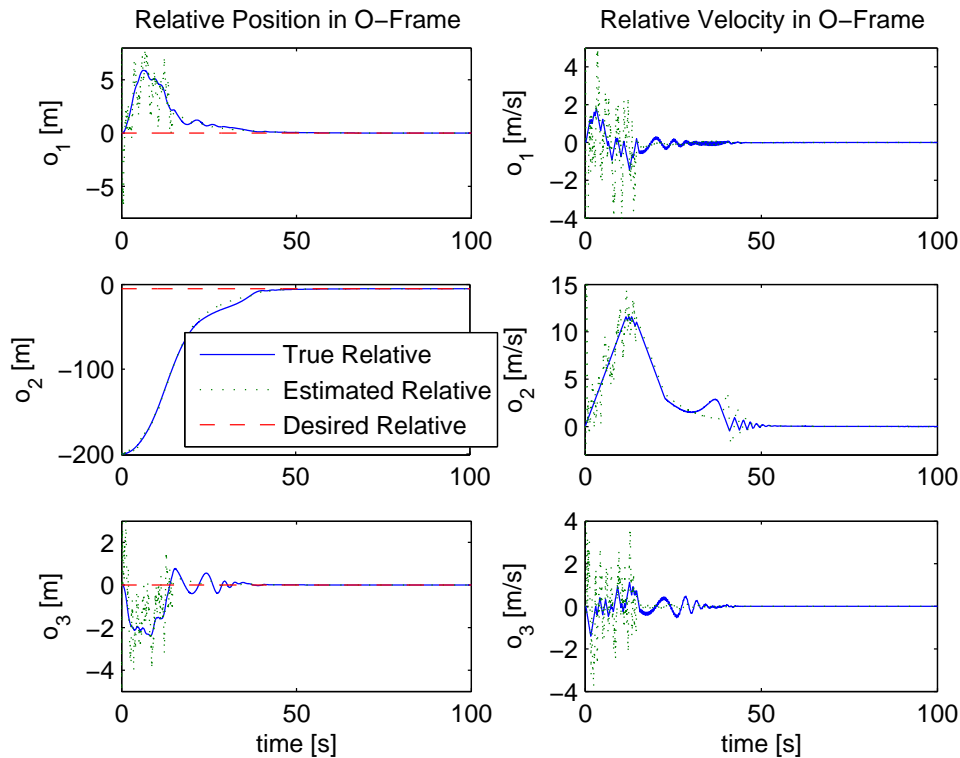 Relative Position in O−Frame
Relative Velocity in O−Frame
5
0
−5
o1 [m]
0 50 100
4
2
0
−2
−4
o1 [m/s]
0 50 100
0
−100
−200
o2 [m]
True Relative
Estimated Relative
Desired Relative
0 50 100
15
10
5
0
o2 [m/s]
0 50 100
2
0
−2
−4
o3 [m]
0 50 100
time [s]
4
2
0
−2
−4
o3 [m/s]
0 50 100
time [s]